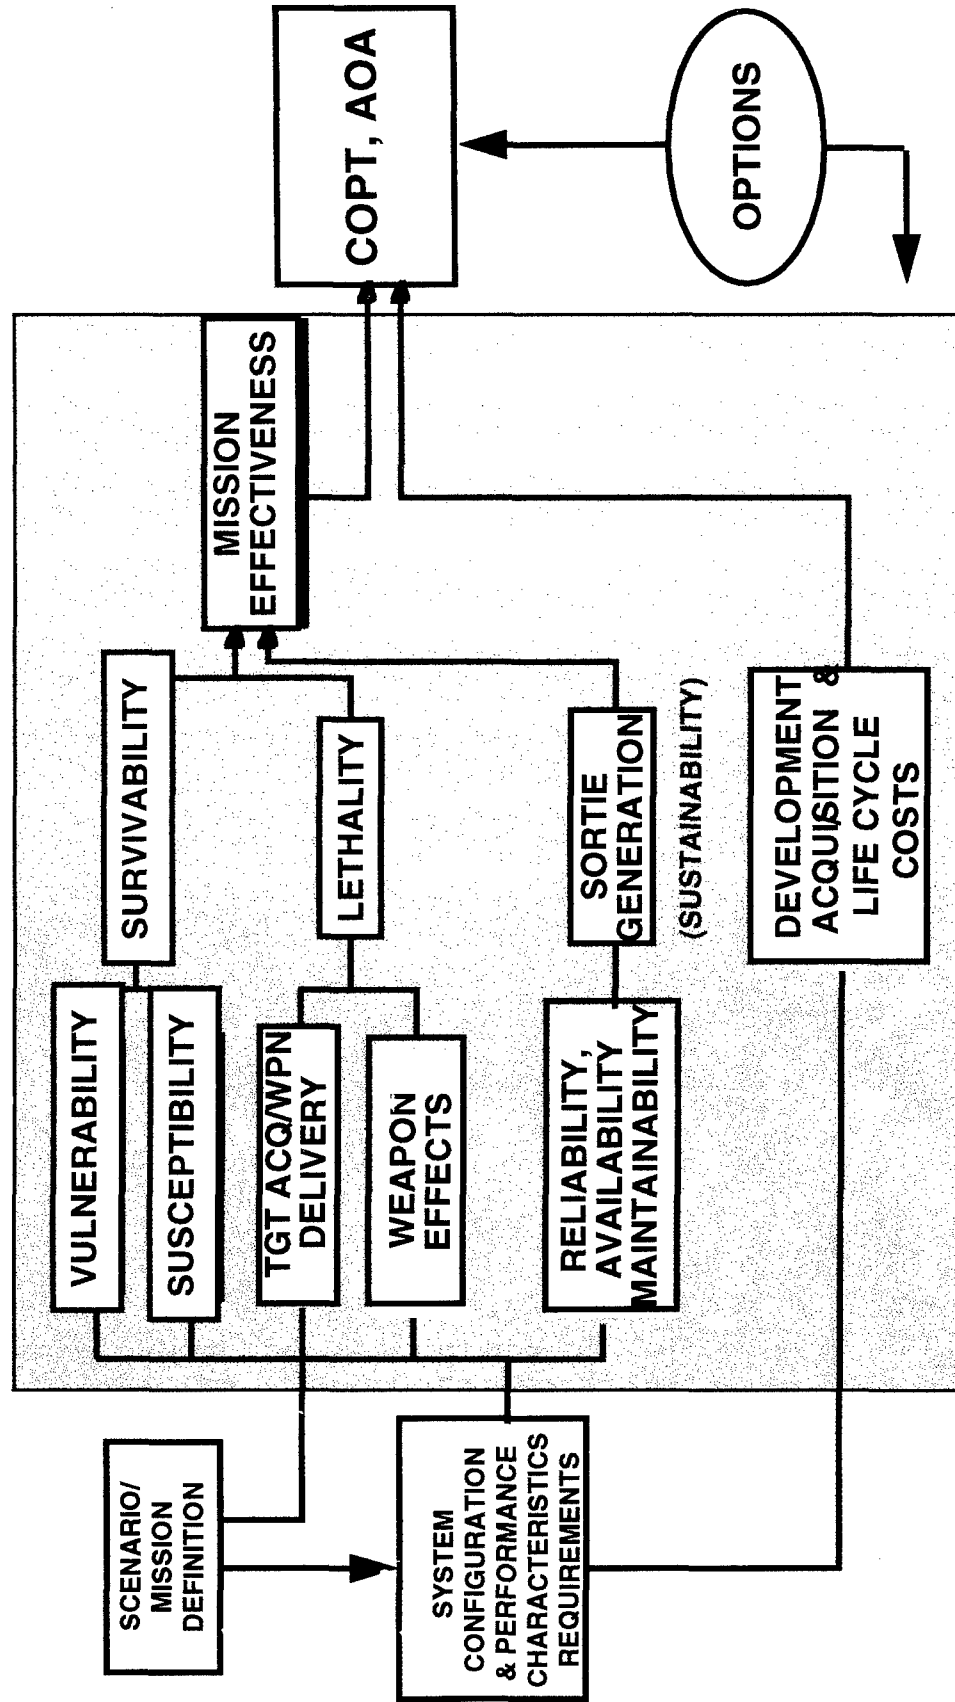 SCENARIO/
MISSION
DEFINITION
SYSTEM
CONFIGURATION
& PERFORMANCE
CHARACTERISTICS
REQUIREMENTS
VULNERABILITY
SUSCEPTIBILITY
TGT ACQ/WPN
DELIVERY
WEAPON
EFFECTS
RELIABILITY,
AVAILABILITY
MAINTAINABILITY
SURVIVABILITY
LETHALITY
SORTIE
GENERATION
(SUSTAINABILITY)
DEVELOPMENT
ACQUISITION &
LIFE CYCLE
COSTS
MISSION
EFFECTIVENESS
COPT, AOA
OPTIONS